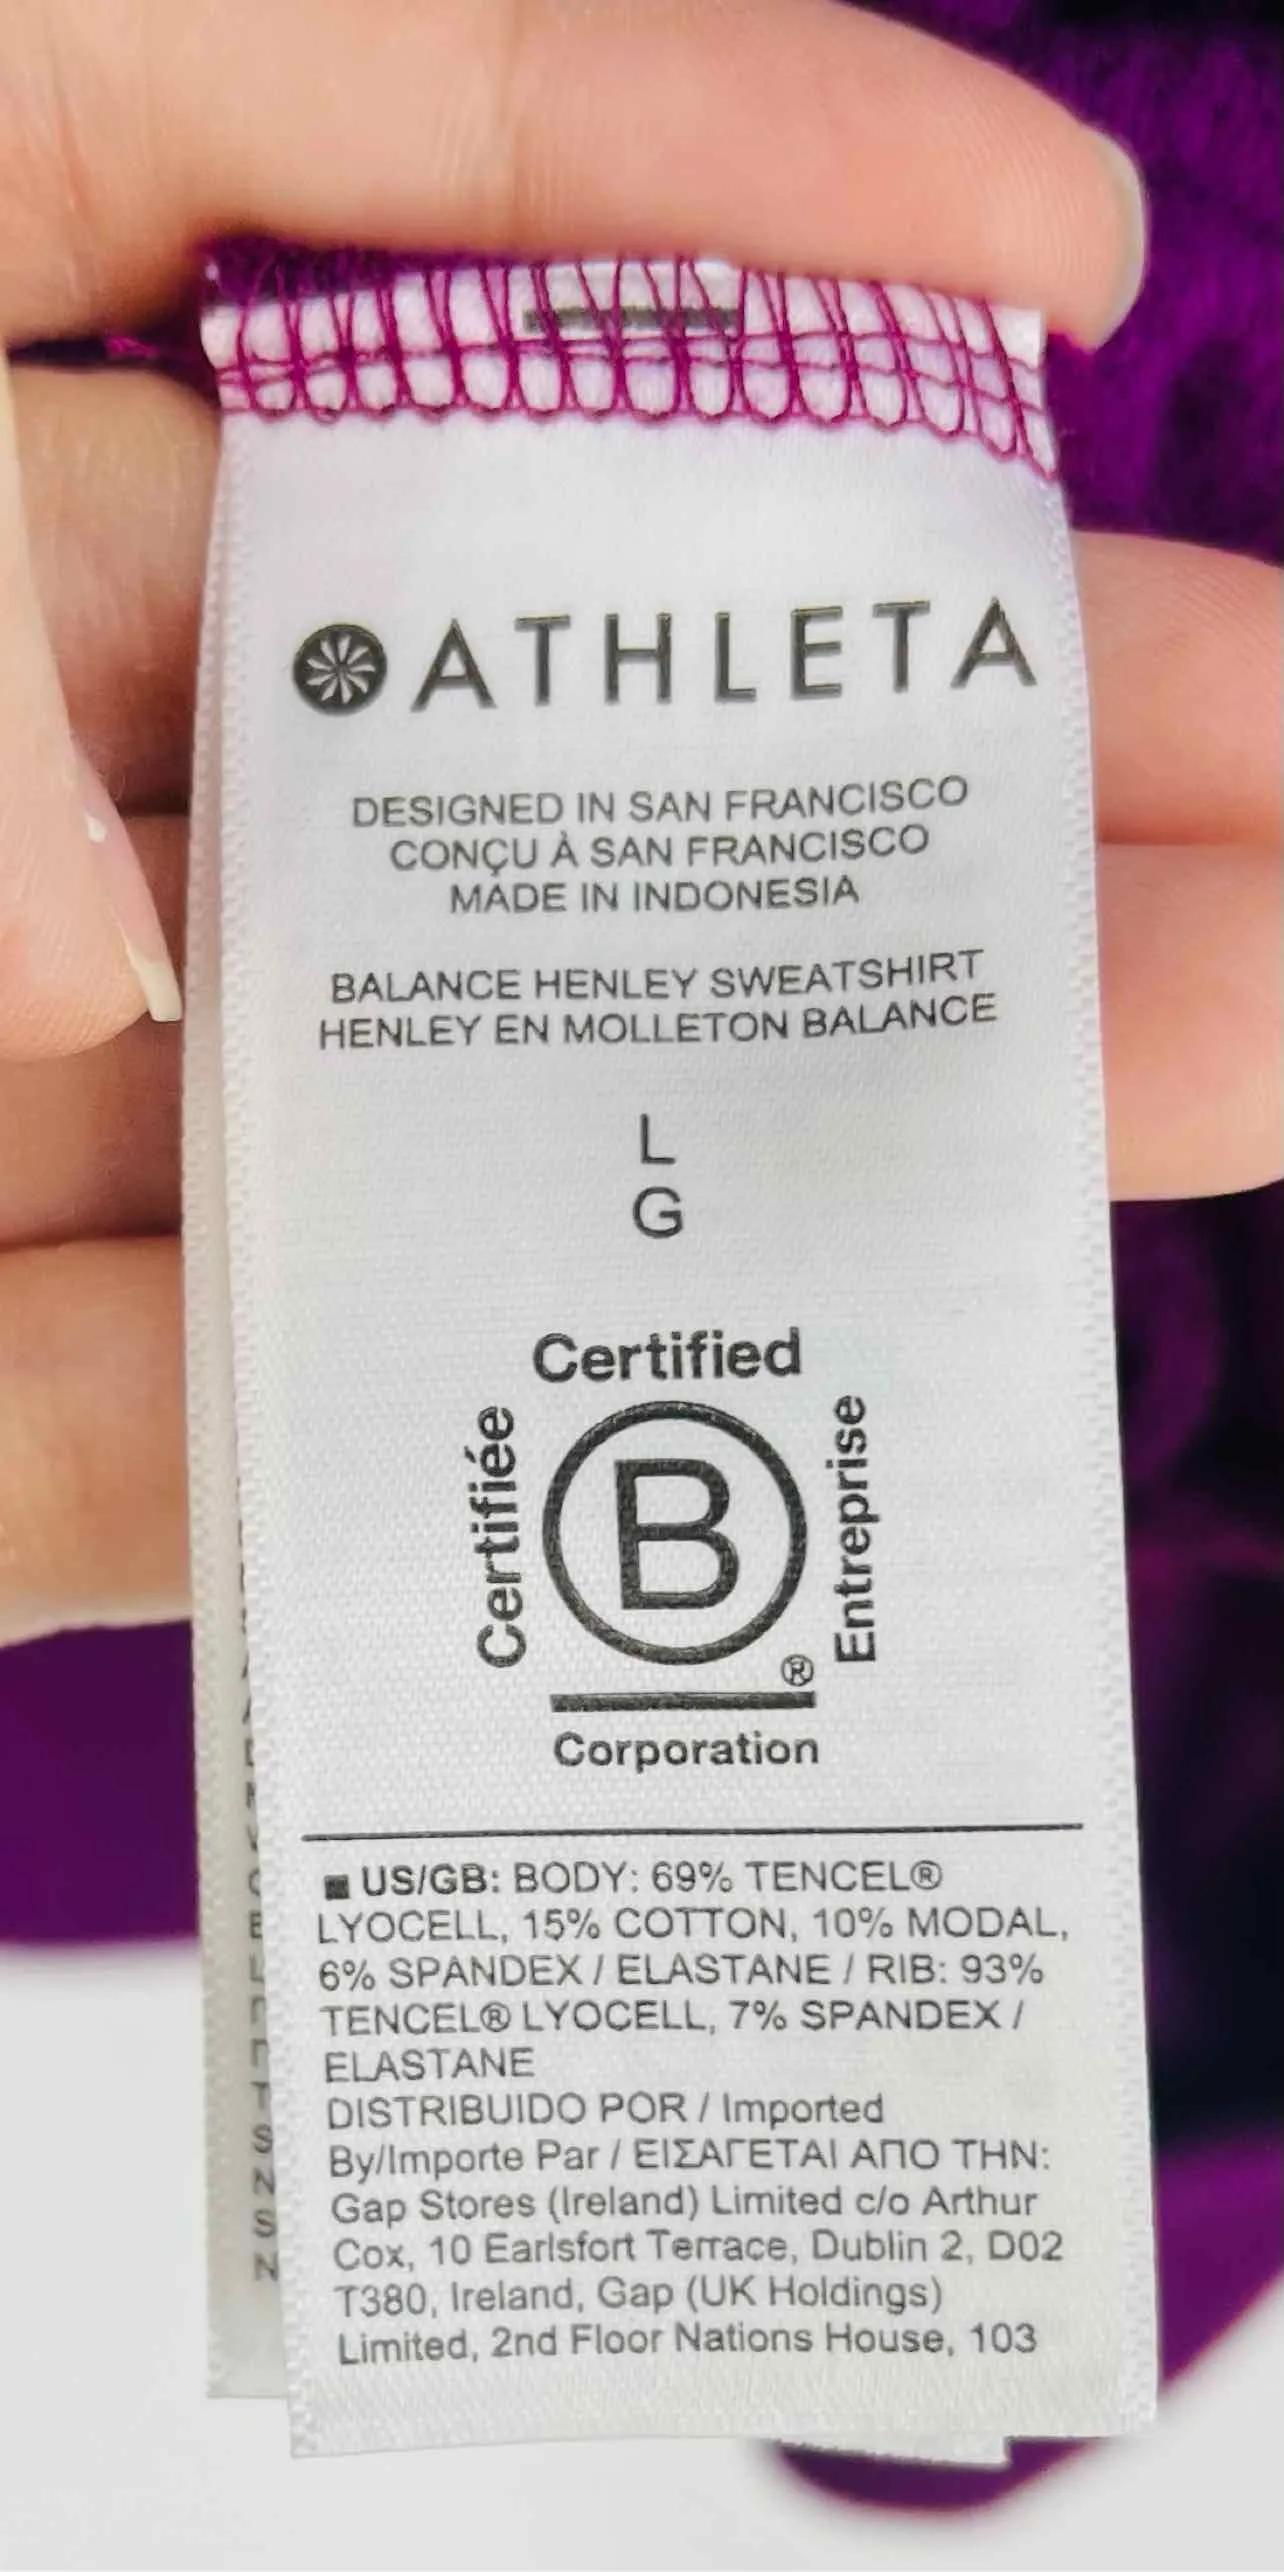 ATHLETA
DESIGNED IN SAN FRANCISCO
CONÇU À SAN FRANCISCO
MADE IN INDONESIA
BALANCE HENLEY SWEATSHIRT
HENLEY EN MOLLETON BALANCE
L
G
Certified
Certifiée
B
Entreprise
®
Corporation
■ US/GB: BODY: 69% TENCEL®
LYOCELL, 15% COTTON, 10% MODAL,
6% SPANDEX / ELASTANE / RIB: 93%
TENCEL® LYOCELL, 7% SPANDEX /
ELASTANE
DISTRIBUIDO POR / Imported
By/Importe Par / ΕΙΣΑΓΕΤΑΙ ΑΠΟ ΤΗΝ:
Gap Stores (Ireland) Limited c/o Arthur
Cox, 10 Earlsfort Terrace, Dublin 2, D02
T380, Ireland, Gap (UK Holdings)
Limited, 2nd Floor Nations House, 103